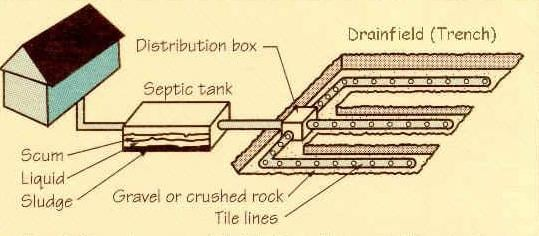 Drainfield (Trench)
Distribution box
Septic tank
Scum
Liquid
Sludge
Gravel or crushed rock
Tile lines